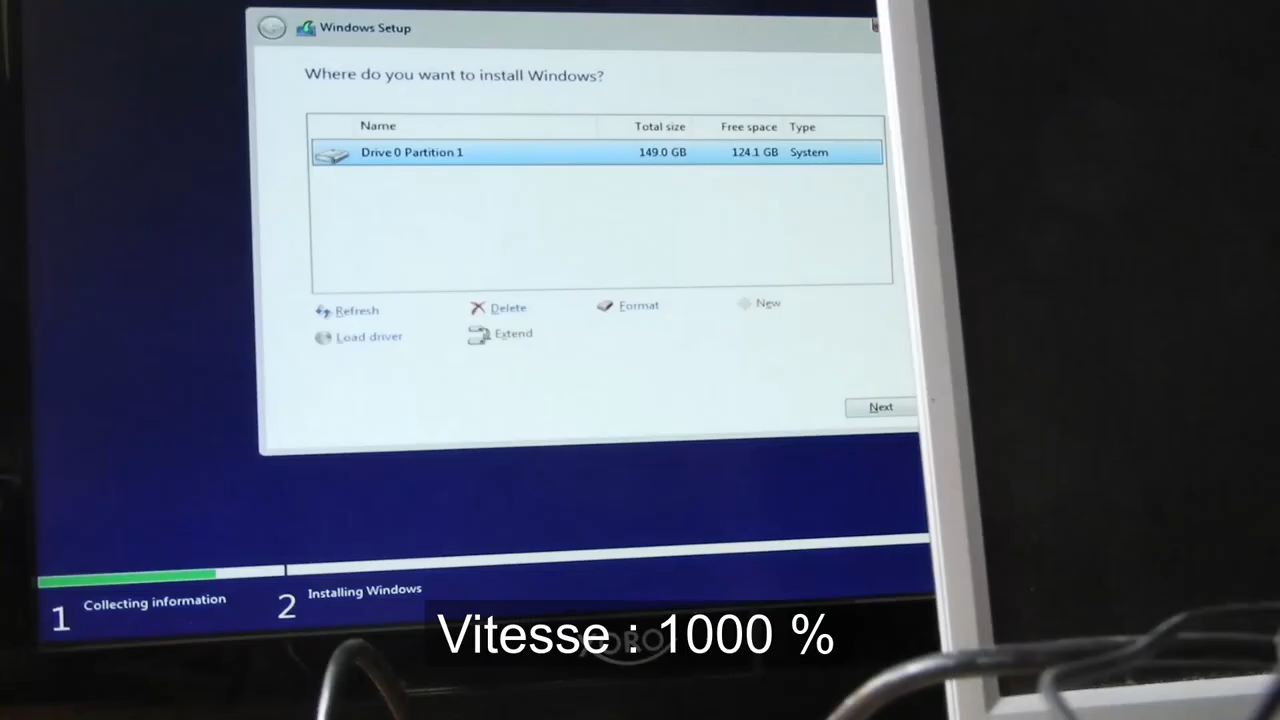 Windows Setup
Where do you want to install Windows?
Name Total size Free space Type
Drive 0 Partition 1 149.0 GB 124.1 GB System
Refresh Delete Format New
Load driver Extend
Next
1 Collecting information 2 Installing Windows
Vitesse : 1000 %